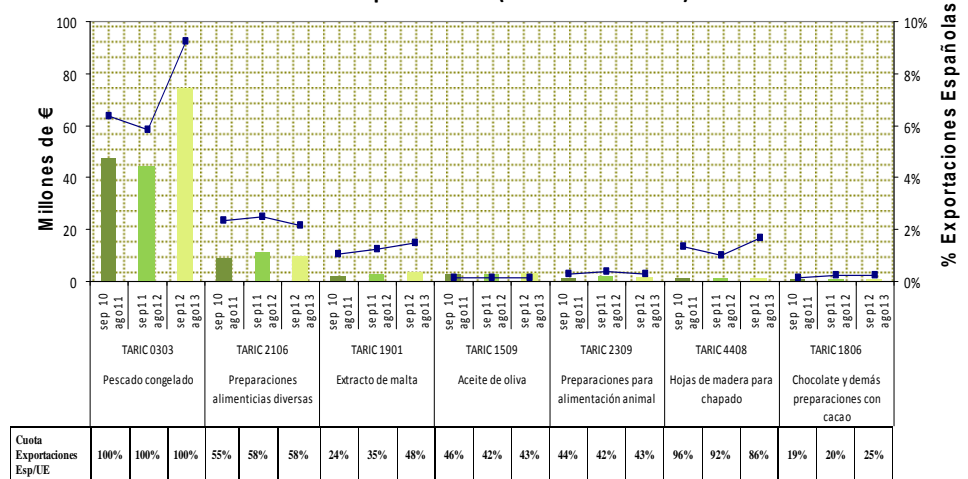 100
80
60
40
20
0
Millones de €
10%
8%
6%
4%
2%
0%
% Exportaciones Españolas
sep 10 ago11
sep11 ago12
sep12 ago13
sep 10 ago11
sep11 ago12
sep12 ago13
sep 10 ago11
sep11 ago12
sep12 ago13
sep 10 ago11
sep11 ago12
sep12 ago13
sep 10 ago11
sep11 ago12
sep12 ago13
sep 10 ago11
sep11 ago12
sep12 ago13
sep 10 ago11
sep11 ago12
sep12 ago13
TARIC 0303 TARIC 2106 TARIC 1901 TARIC 1509 TARIC 2309 TARIC 4408 TARIC 1806
Pescado congelado
Preparaciones
alimenticias diversas
Extracto de malta
Aceite de oliva
Preparaciones para
alimentación animal
Hojas de madera para
chapado
Chocolate y demás
preparaciones con
cacao
Cuota
Exportaciones
Esp/UE
100% 100% 100% 55% 58% 58% 24% 35% 48% 46% 42% 43% 44% 42% 43% 96% 92% 86% 19% 20% 25%